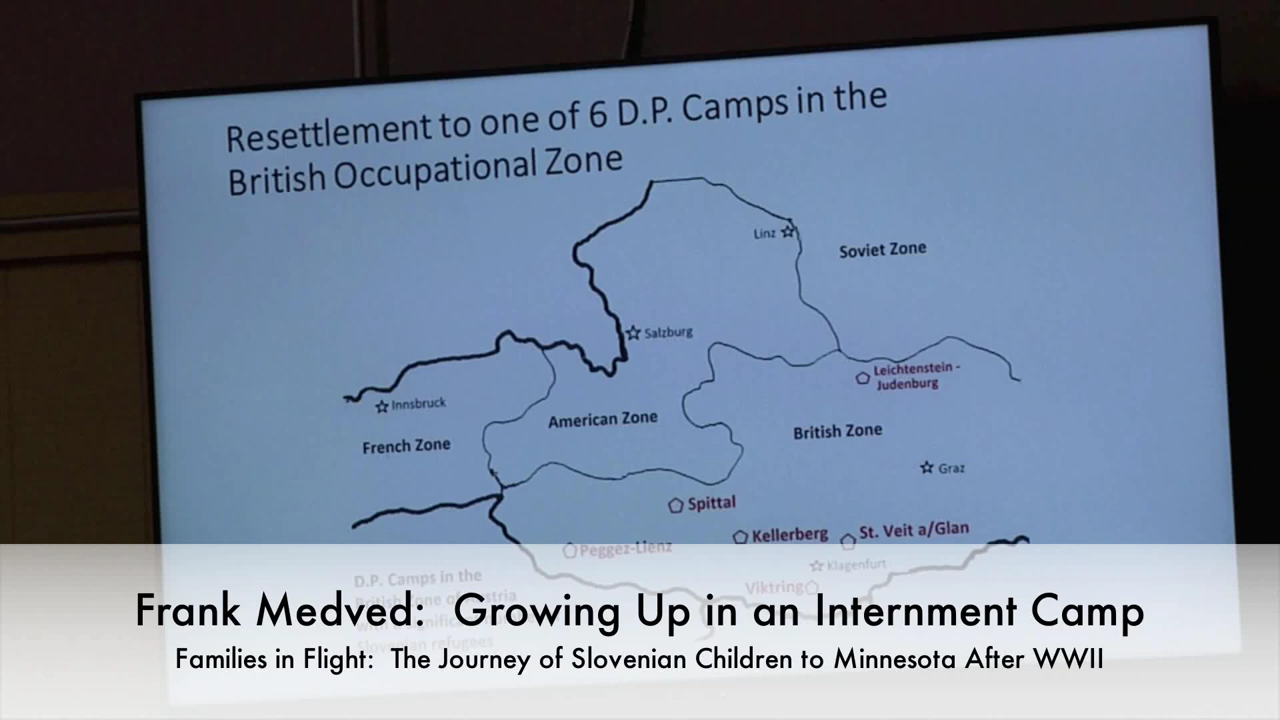 Resettlement to one of 6 D.P. Camps in the
British Occupational Zone
Linz
Soviet Zone
Salzburg
Leichtenstein -
Judenburg
Innsbruck
American Zone
French Zone
British Zone
Graz
Spittal
Kellerberg
St. Veit a/Glan
Peggez-Lienz
Klagenfurt
Viktring
D.P. Camps in the
Frank Medved: Growing Up in an Internment Camp
Families in Flight: The Journey of Slovenian Children to Minnesota After WWII